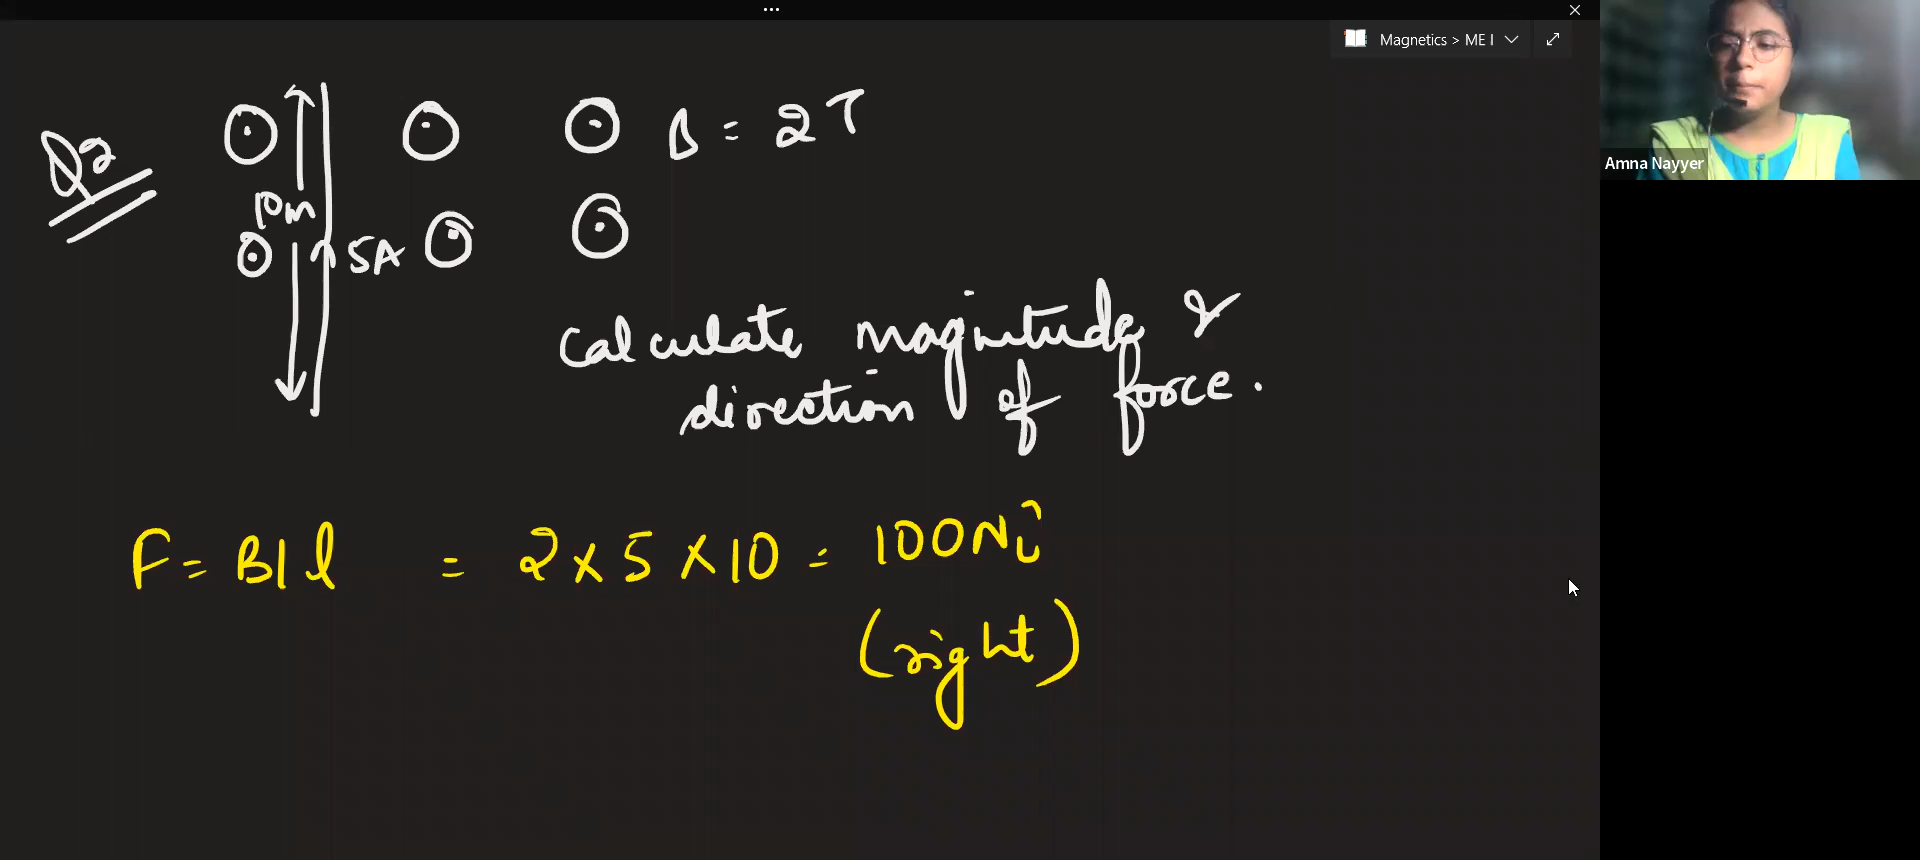 Magnetics > ME I
Amna Nayyer
Q2
B = 2T
10m
5A
Calculate magnitude &
direction of force.
F = BIl = 2 x 5 x 10 = 100N î
(right)